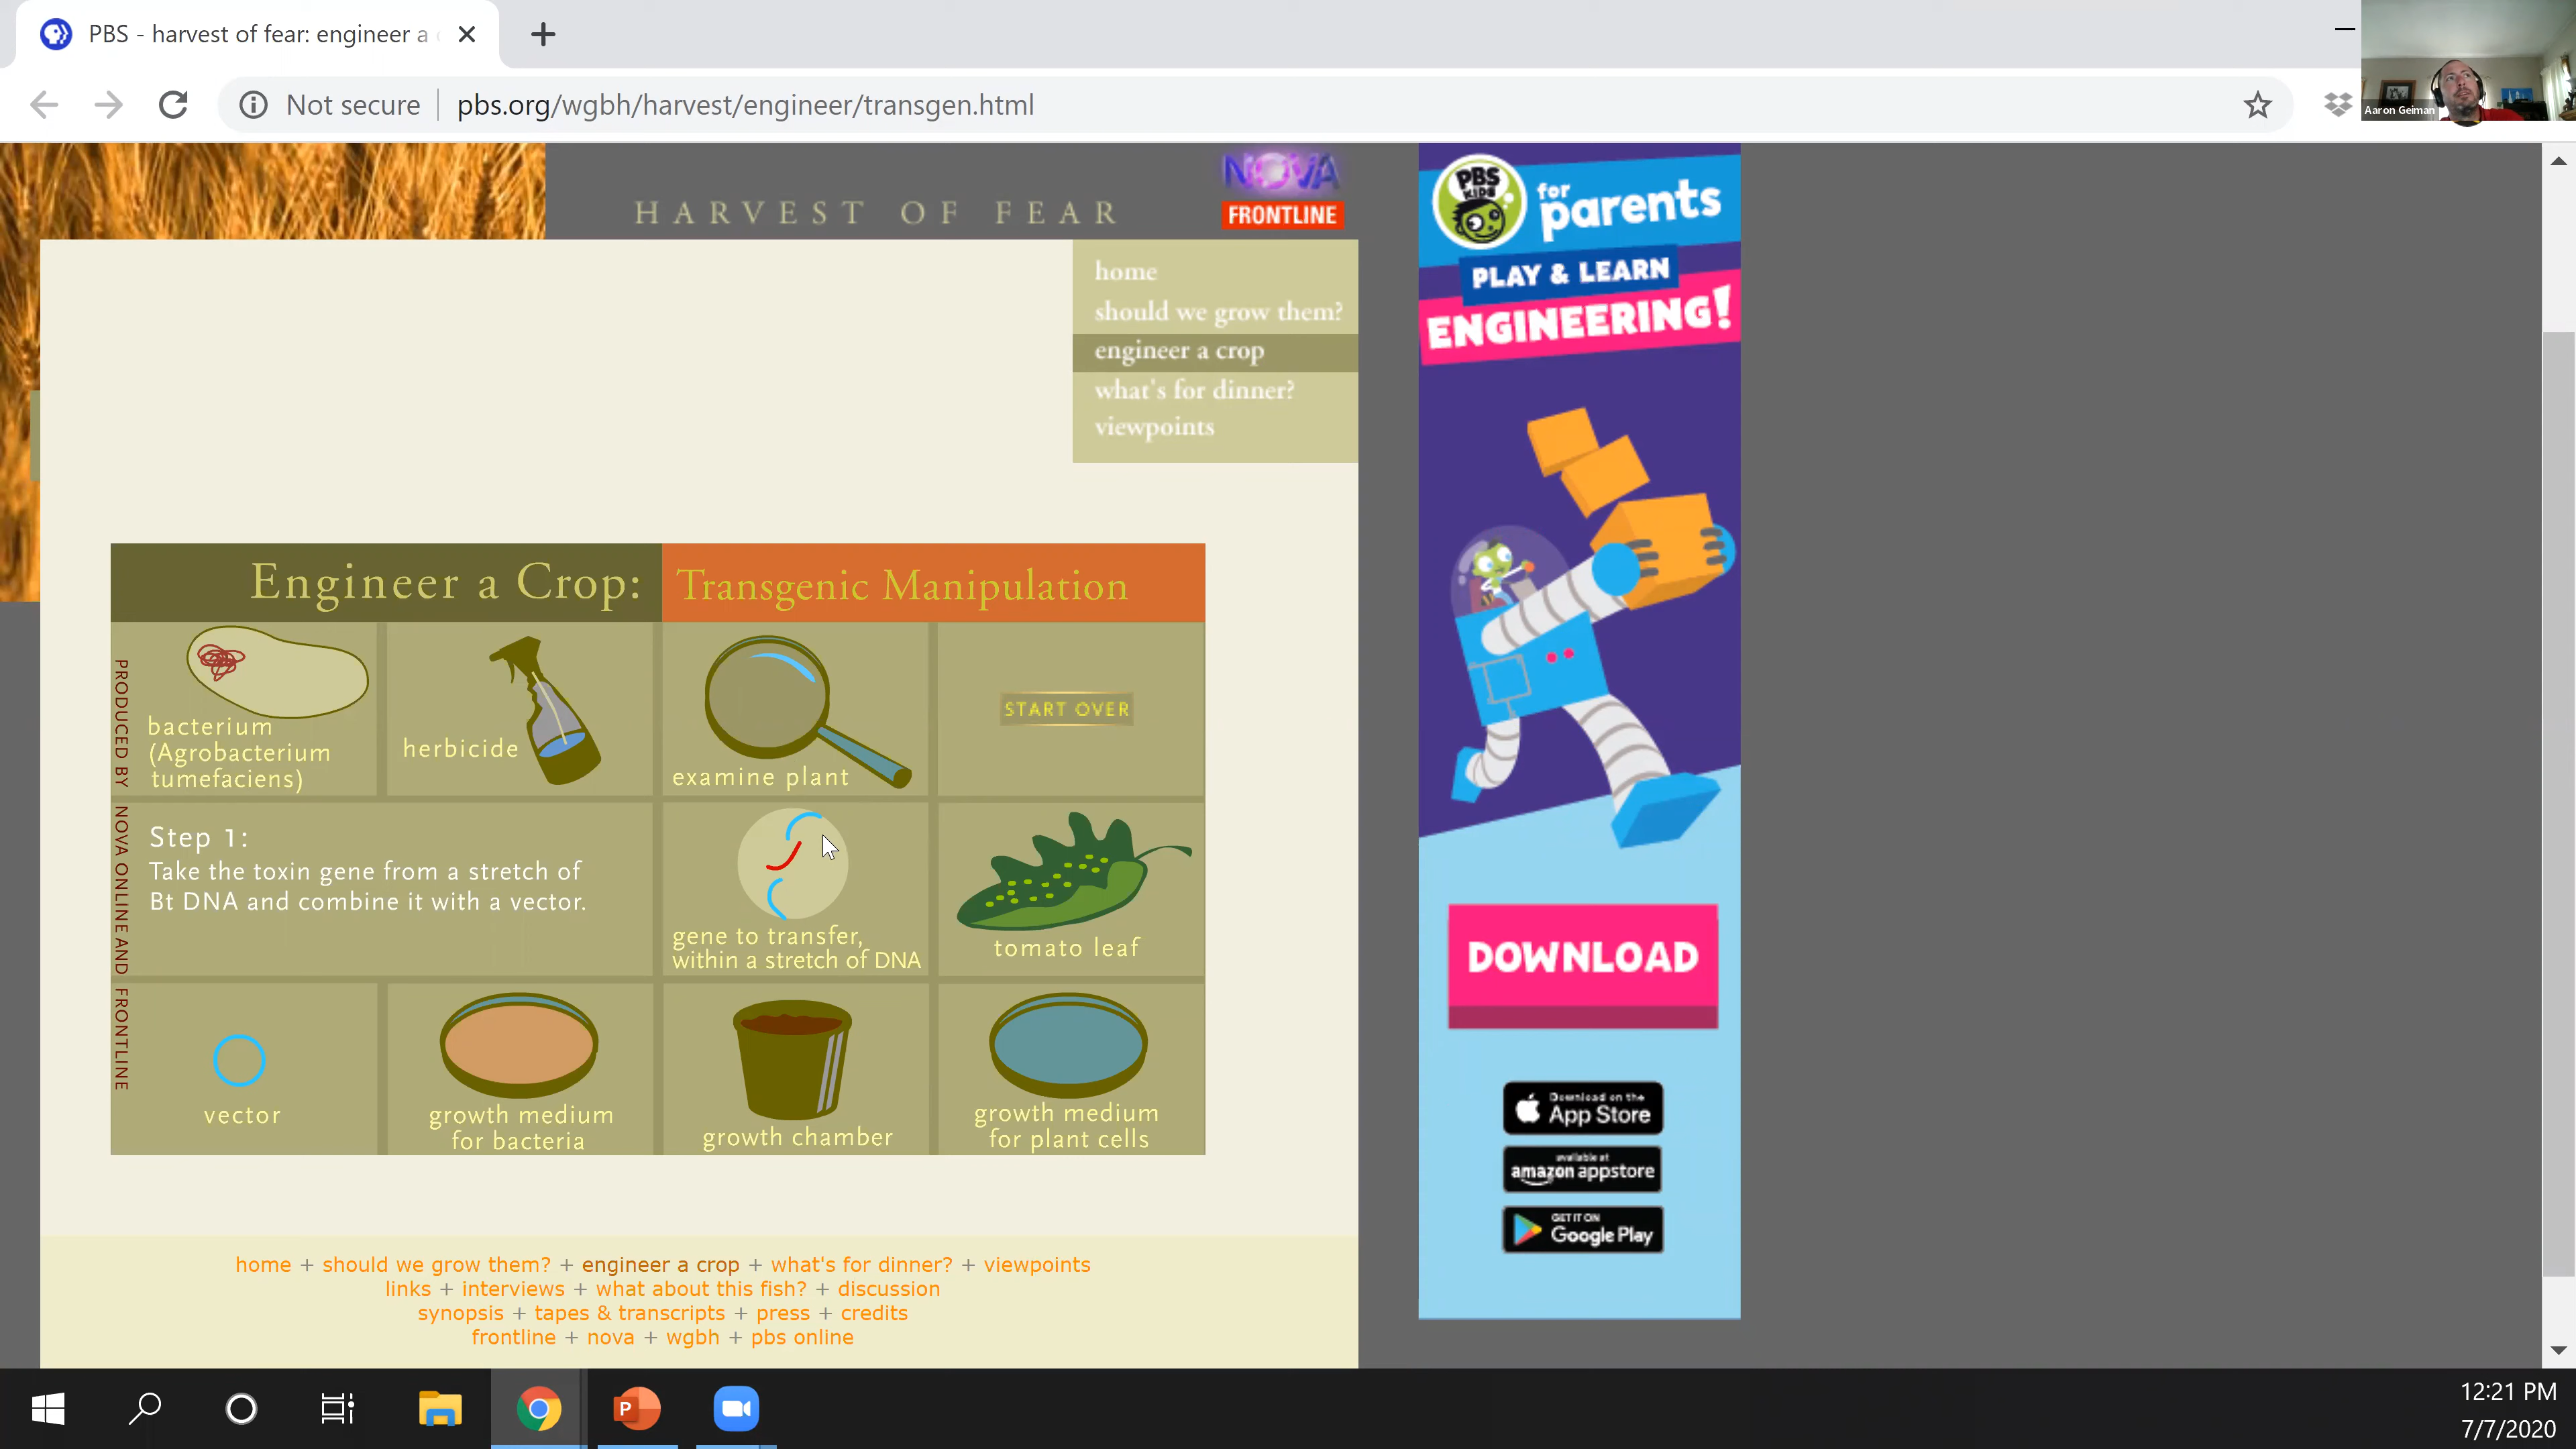 PBS - harvest of fear: engineer a
Not secure
pbs.org/wgbh/harvest/engineer/transgen.html
Aaron Geiman
HARVEST OF FEAR
NOVA
FRONTLINE
home
should we grow them?
engineer a crop
what's for dinner?
viewpoints
Engineer a Crop:
Transgenic Manipulation
PRODUCED BY NOVA ONLINE AND FRONTLINE
bacterium
(Agrobacterium
tumefaciens)
herbicide
examine plant
START OVER
Step 1:
Take the toxin gene from a stretch of
Bt DNA and combine it with a vector.
gene to transfer,
within a stretch of DNA
tomato leaf
vector
growth medium
for bacteria
growth chamber
growth medium
for plant cells
home + should we grow them? + engineer a crop + what's for dinner? + viewpoints
links + interviews + what about this fish? + discussion
synopsis + tapes & transcripts + press + credits
frontline + nova + wgbh + pbs online
PBS
KIDS
for
parents
PLAY & LEARN
ENGINEERING!
DOWNLOAD
Download on the
App Store
available at
amazon appstore
GET IT ON
Google Play
P
12:21 PM
7/7/2020